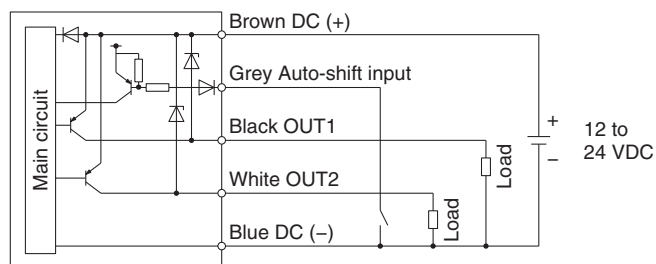 Brown DC (+)
Grey Auto-shift input
Main circuit
Black OUT1
+
12 to
24 VDC
−
Load
White OUT2
Load
Blue DC (−)